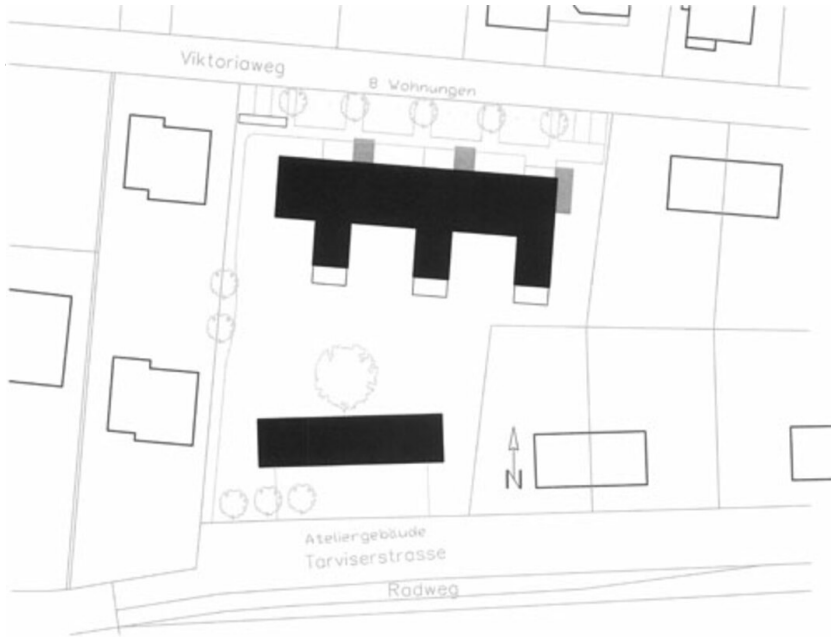 Viktoriaweg
8 Wohnungen
N
Ateliergebäude
Tarviserstrasse
Radweg